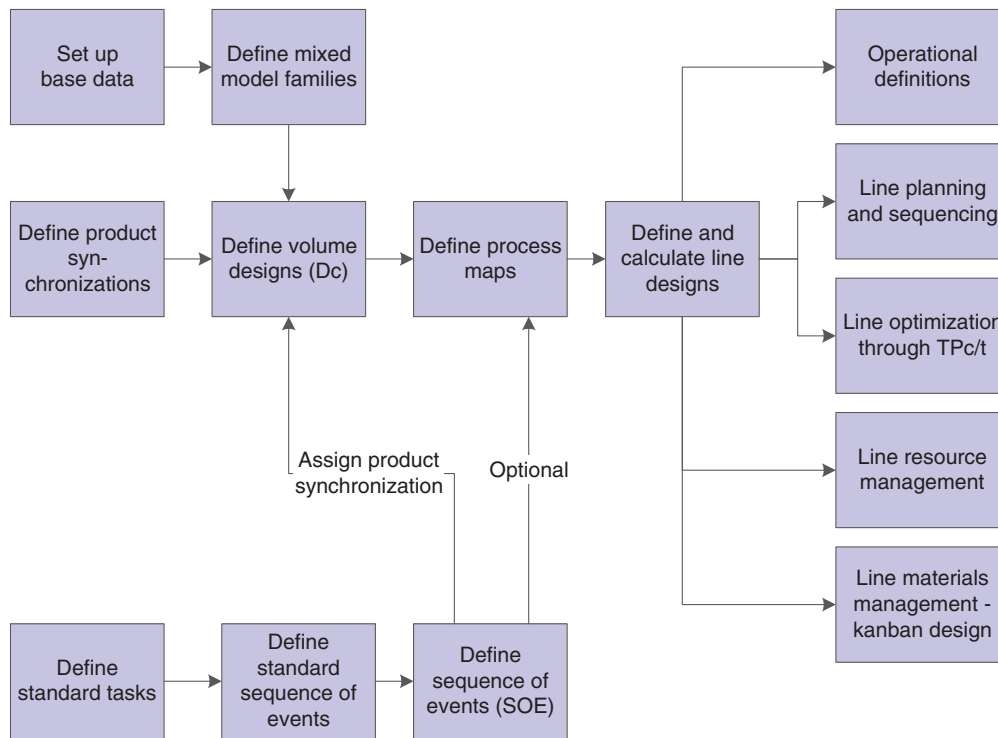 Set up
base data
Define mixed
model families
Operational
definitions
Define product
syn-
chronizations
Define volume
designs (Dc)
Define process
maps
Define and
calculate line
designs
Line planning
and sequencing
Line optimization
through TPc/t
Assign product
synchronization
Optional
Line resource
management
Line materials
management -
kanban design
Define
standard tasks
Define
standard
sequence of
events
Define
sequence of
events (SOE)